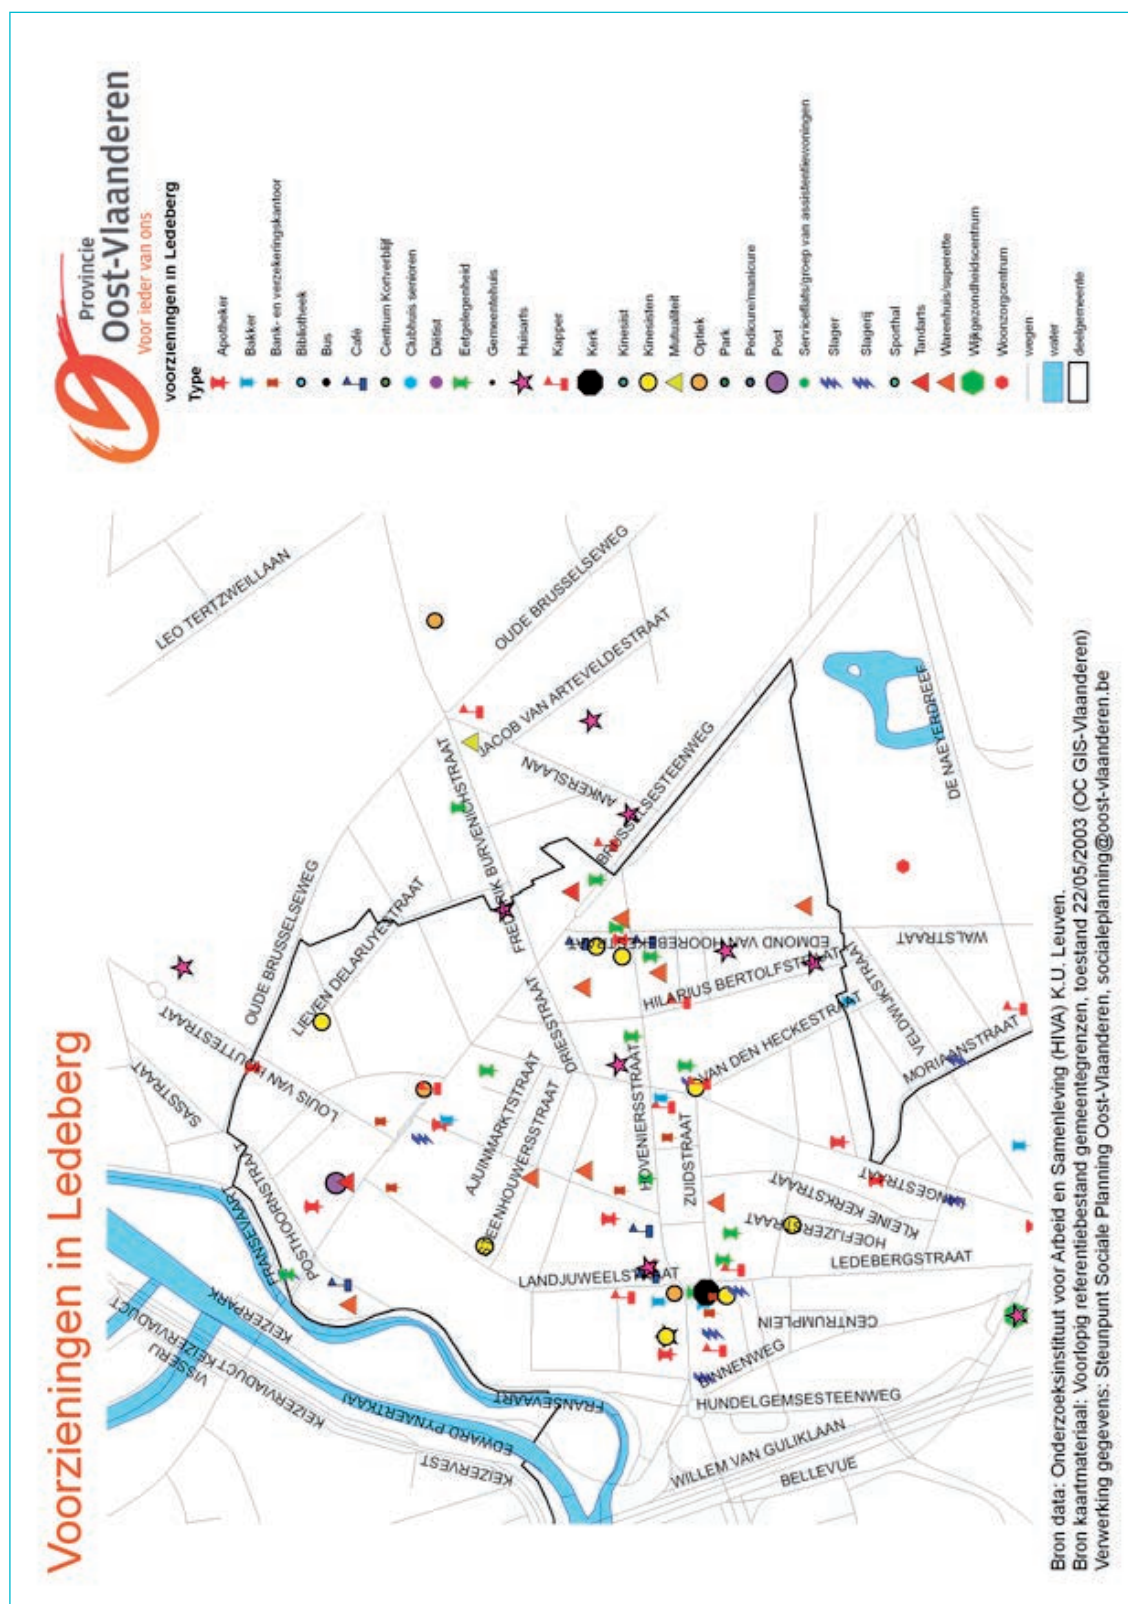 Voorzieningen in Ledeberg
Provincie
Oost-Vlaanderen
Voor ieder van ons
voorzieningen in Ledeberg
Type
Apotheker
Bakker
Bank- en verzekeringskantoor
Bibliotheek
Bus
Café
Centrum Kortverblijf
Clubhuis senioren
Diëtist
Eetgelegenheid
Gemeentehuis
Huisarts
Kapper
Kerk
Kinesist
Kinesisten
Mutualiteit
Optiek
Park
Pedicure/manicure
Post
Serviceflats/groep van assistentiewoningen
Slager
Slagerij
Sporthal
Tandarts
Warenhuis/superette
Wijkgezondheidscentrum
Woonzorgcentrum
wegen
water
deelgemeente
LEO TERTZWEILLAAN
OUDE BRUSSELSEWEG
JACOB VAN ARTEVELDESTRAAT
ANKERSLAAN
BRUSSELSESTEENWEG
DE NAEYERDREEF
FREDERIK BURVENICHSTRAAT
OUDE BRUSSELSEWEG
LIEVEN DELARUYESTRAAT
LOUIS VAN HOUTTESTRAAT
SASSTRAAT
DRIESSTRAAT
EDMOND VAN HOOREBEKESTRAAT
WALSTRAAT
HILARIUS BERTOLFSTRAAT
VAN DEN HECKESTRAAT
VELDWIJKSTRAAT
MORIAANSTRAAT
AJUINMARKTSTRAAT
STEENHOUWERSSTRAAT
HOVENIERSSTRAAT
ZUIDSTRAAT
KLEINE KERKSTRAAT
HOEFIJZERSTRAAT
LEDEBERGSTRAAT
LANDJUWEELSTRAAT
CENTRUMPLEIN
BINNENWEG
HUNDELGEMSESTEENWEG
WILLEM VAN GULIKLAAN
BELLEVUE
POSTHOORNSTRAAT
FRANSEVAART
KEIZERPARK
VISSERIJ
KEIZERVIADUCT
KEIZERVIADUCT
EDWARD PYNAERTKAAI
FRANSEVAART
KEIZERVEST
Bron data: Onderzoeksinstituut voor Arbeid en Samenleving (HIVA) K.U. Leuven.
Bron kaartmateriaal: Voorlopig referentiebestand gemeentegrenzen, toestand 22/05/2003 (OC GIS-Vlaanderen)
Verwerking gegevens: Steunpunt Sociale Planning Oost-Vlaanderen, socialeplanning@oost-vlaanderen.be